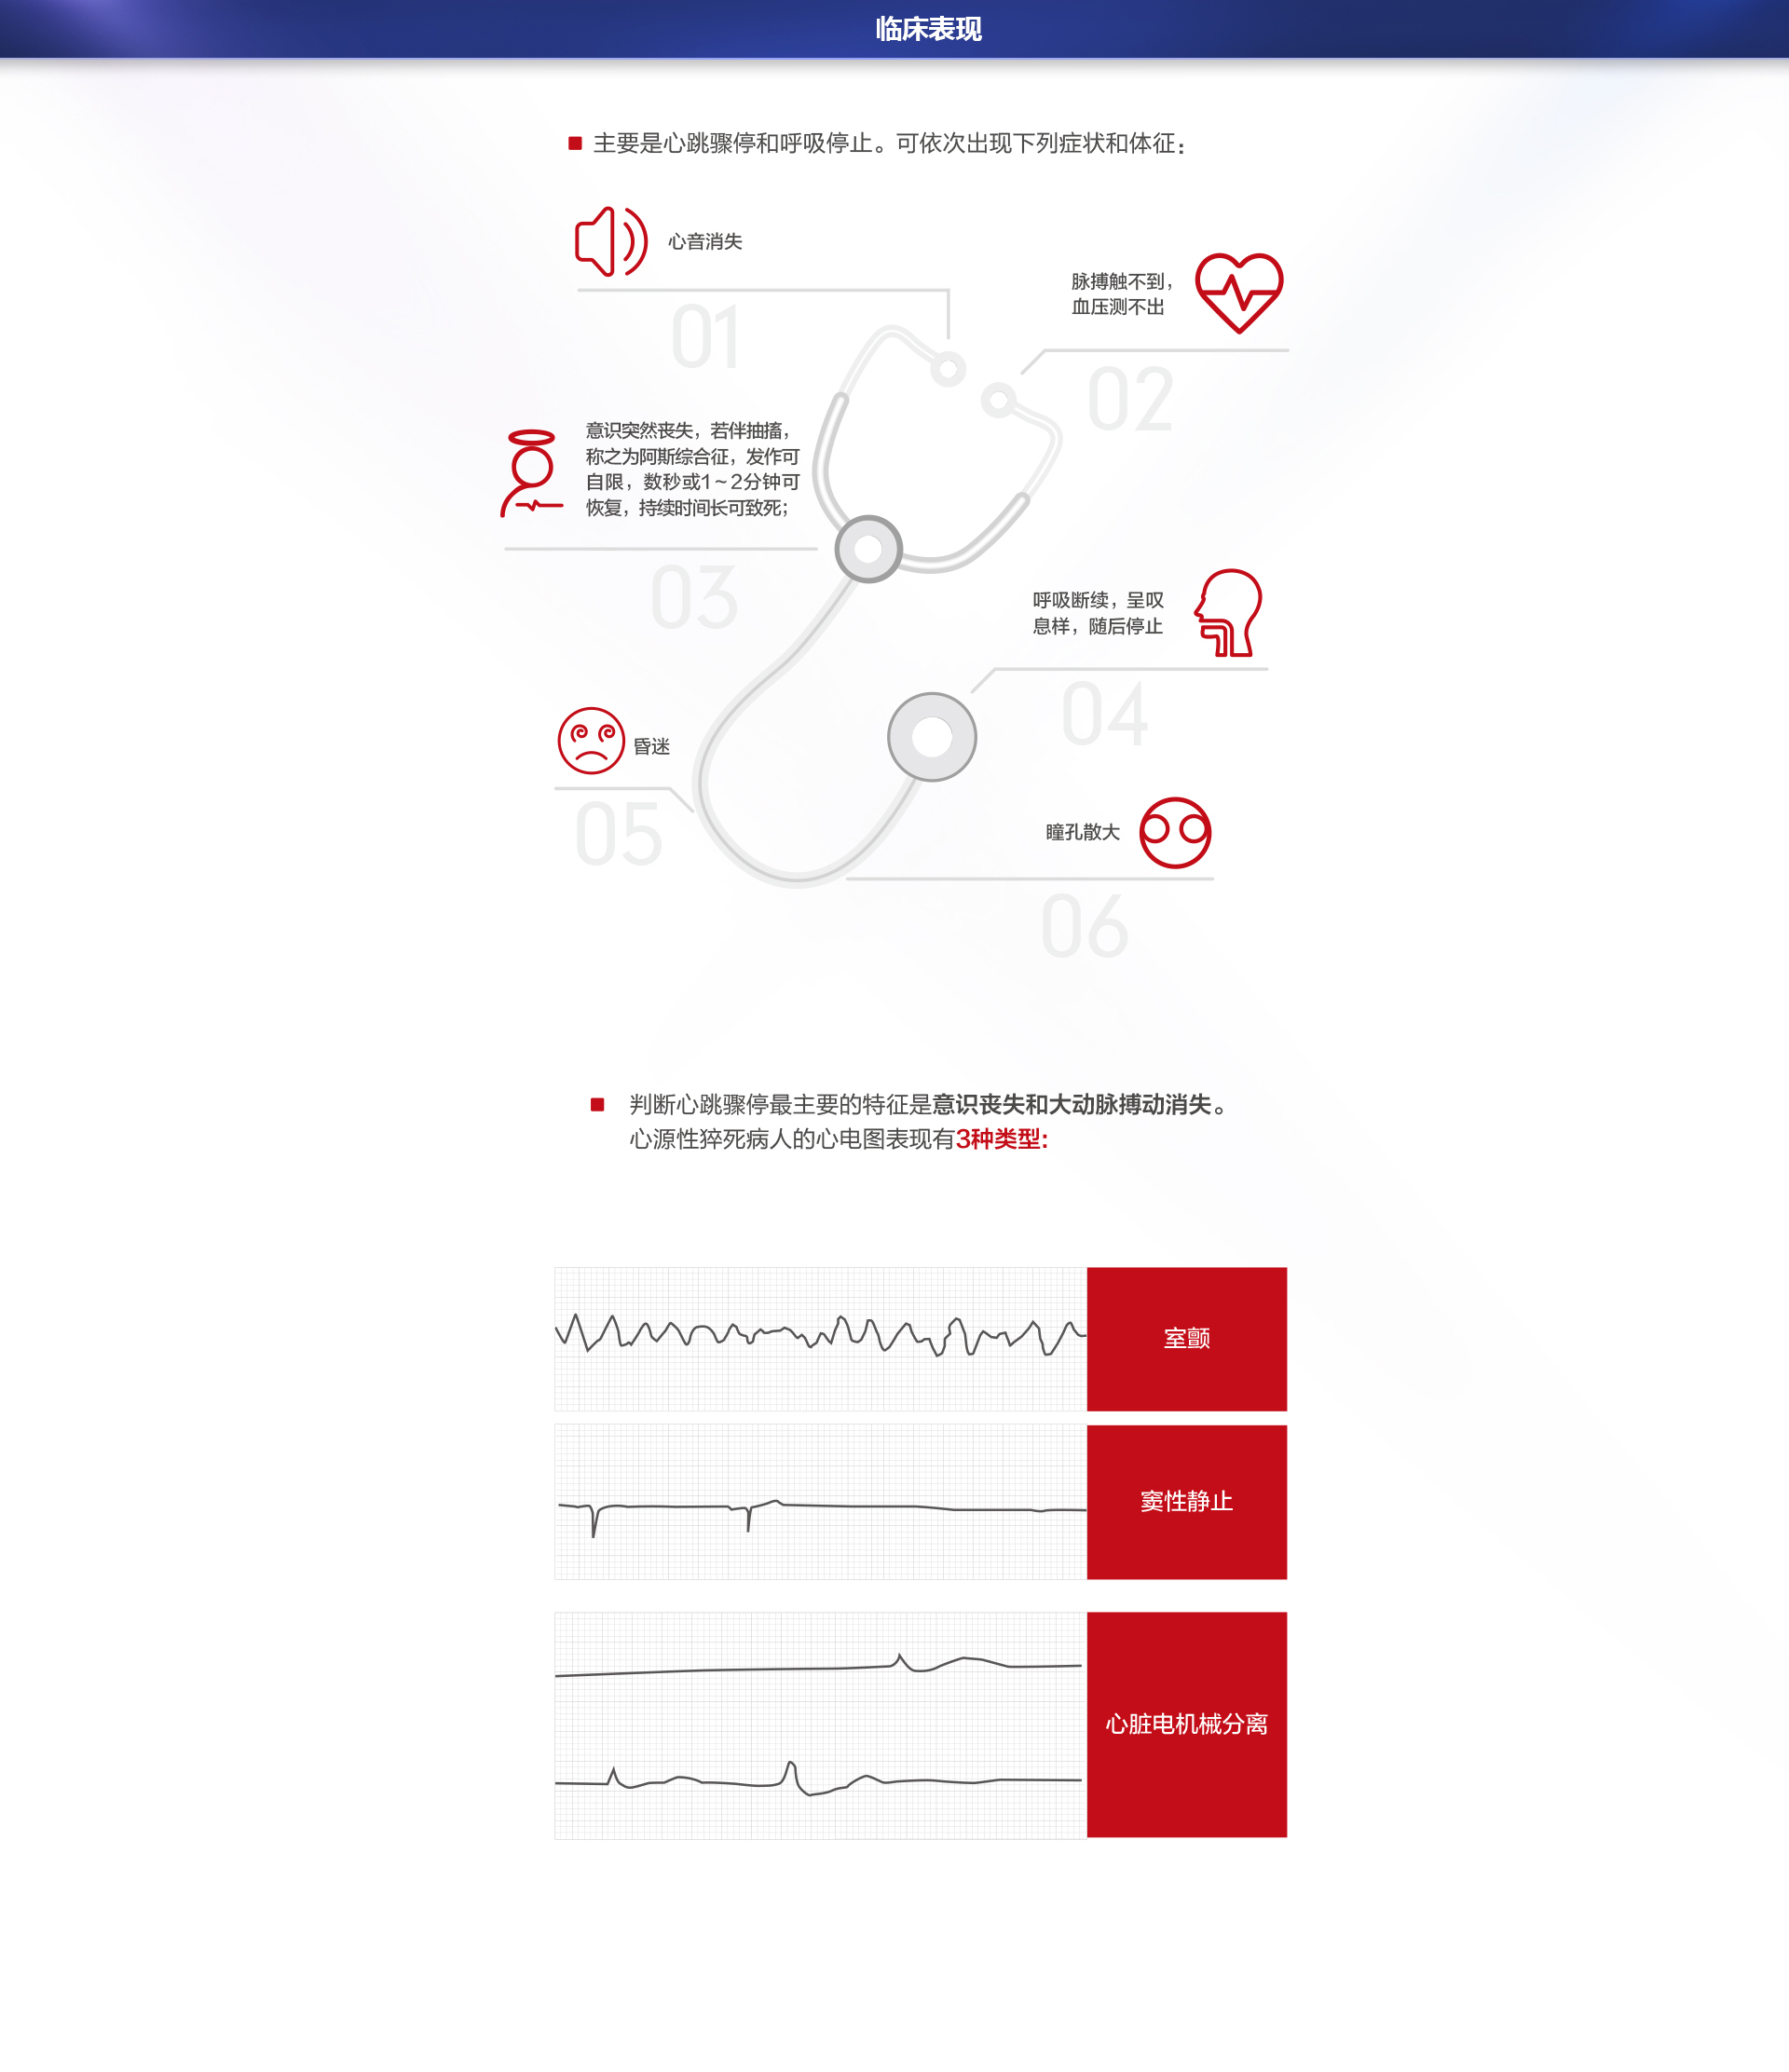 临床表现
主要是心跳骤停和呼吸停止。可依次出现下列症状和体征：
心音消失
01
脉搏触不到，
血压测不出
02
意识突然丧失，若伴抽搐，
称之为阿斯综合征，发作可
自限，数秒或1～2分钟可
恢复，持续时间长可致死；
03
呼吸断续，呈叹
息样，随后停止
04
昏迷
05
瞳孔散大
06
判断心跳骤停最主要的特征是意识丧失和大动脉搏动消失。
心源性猝死病人的心电图表现有3种类型:
室颤
窦性静止
心脏电机械分离